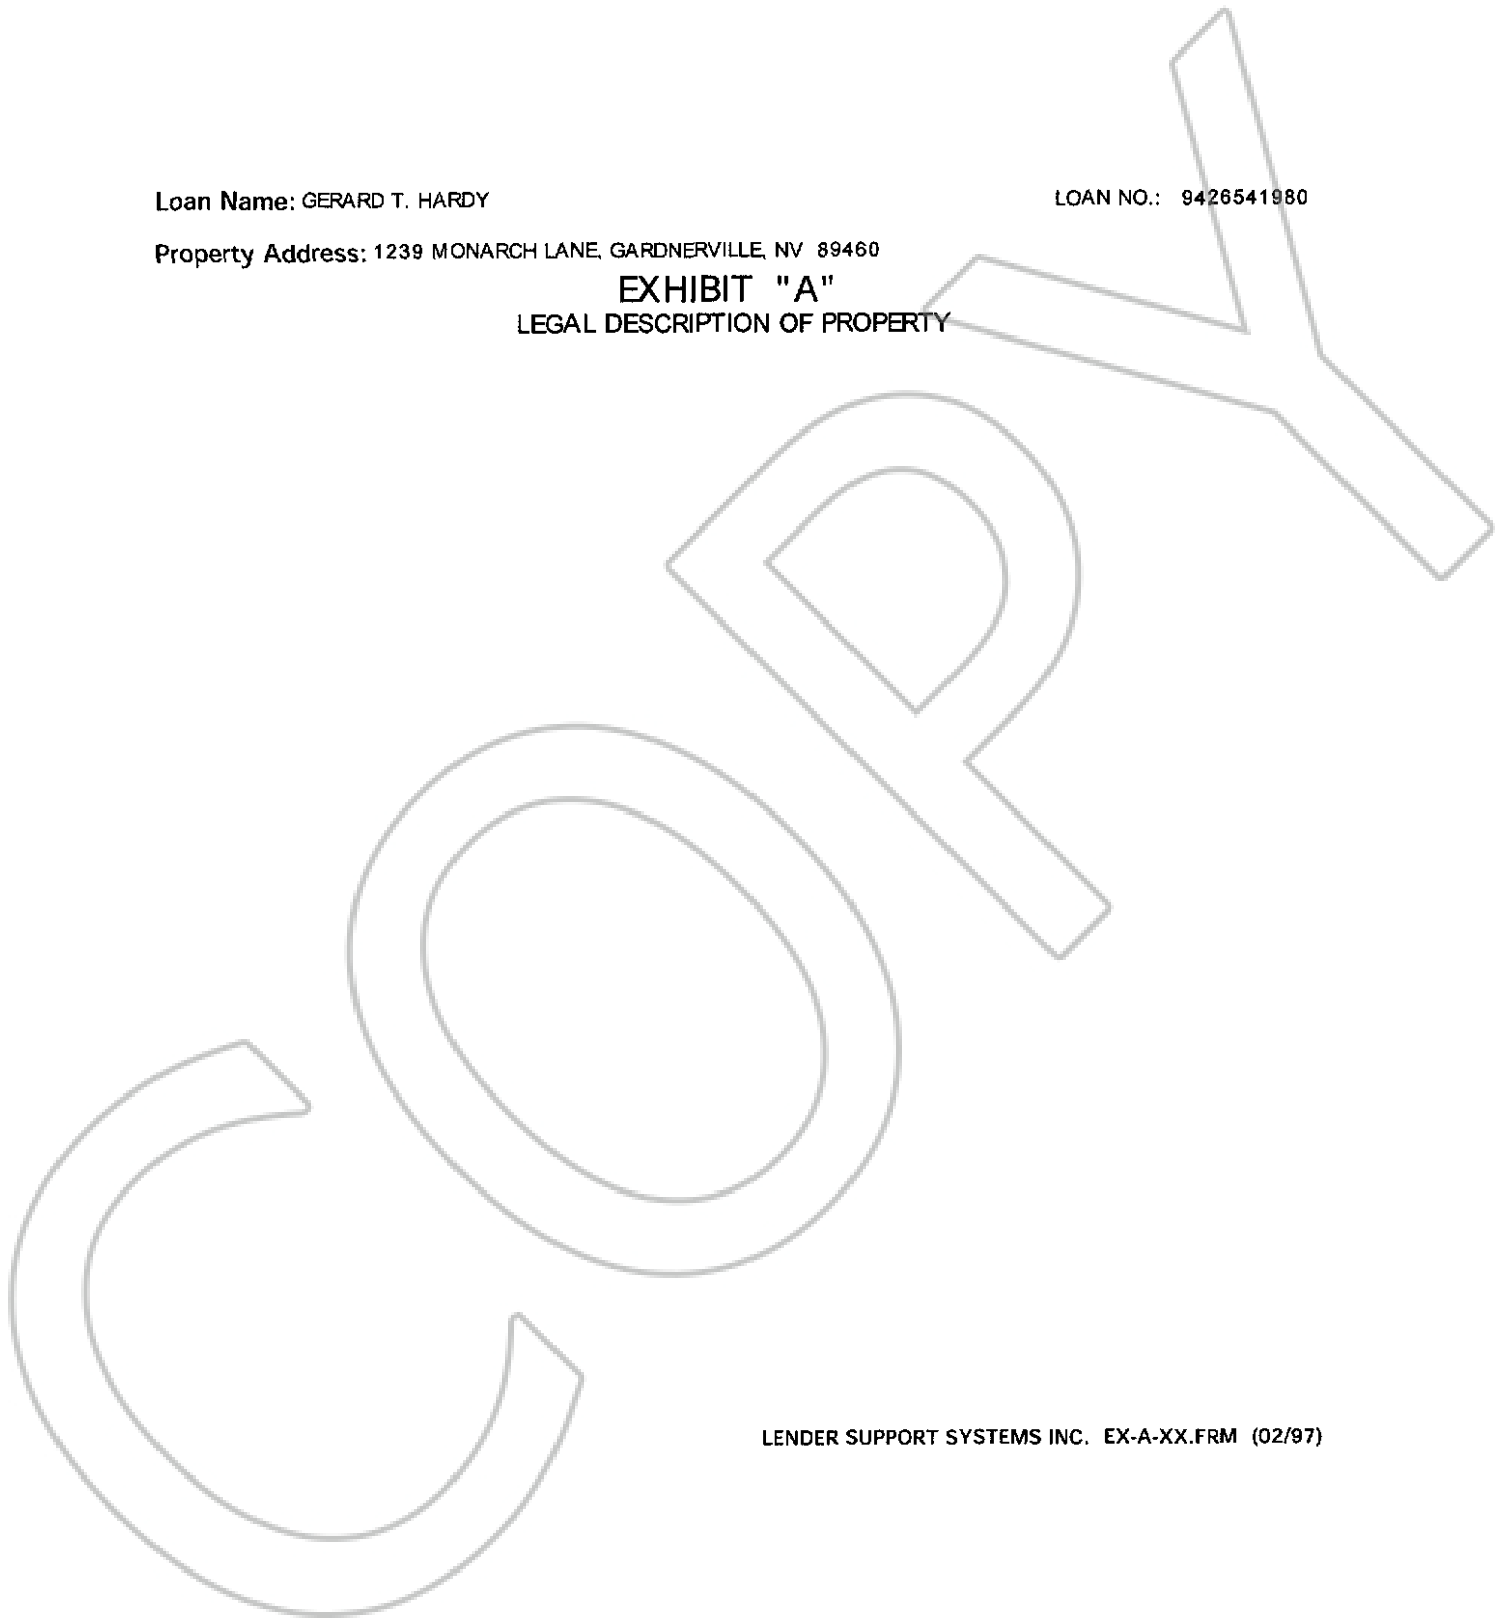 Loan Name: GERARD T. HARDY LOAN NO.: 9426541980
Property Address: 1239 MONARCH LANE, GARDNERVILLE, NV 89460
EXHIBIT "A"
LEGAL DESCRIPTION OF PROPERTY
COPY
LENDER SUPPORT SYSTEMS INC. EX-A-XX.FRM (02/97)